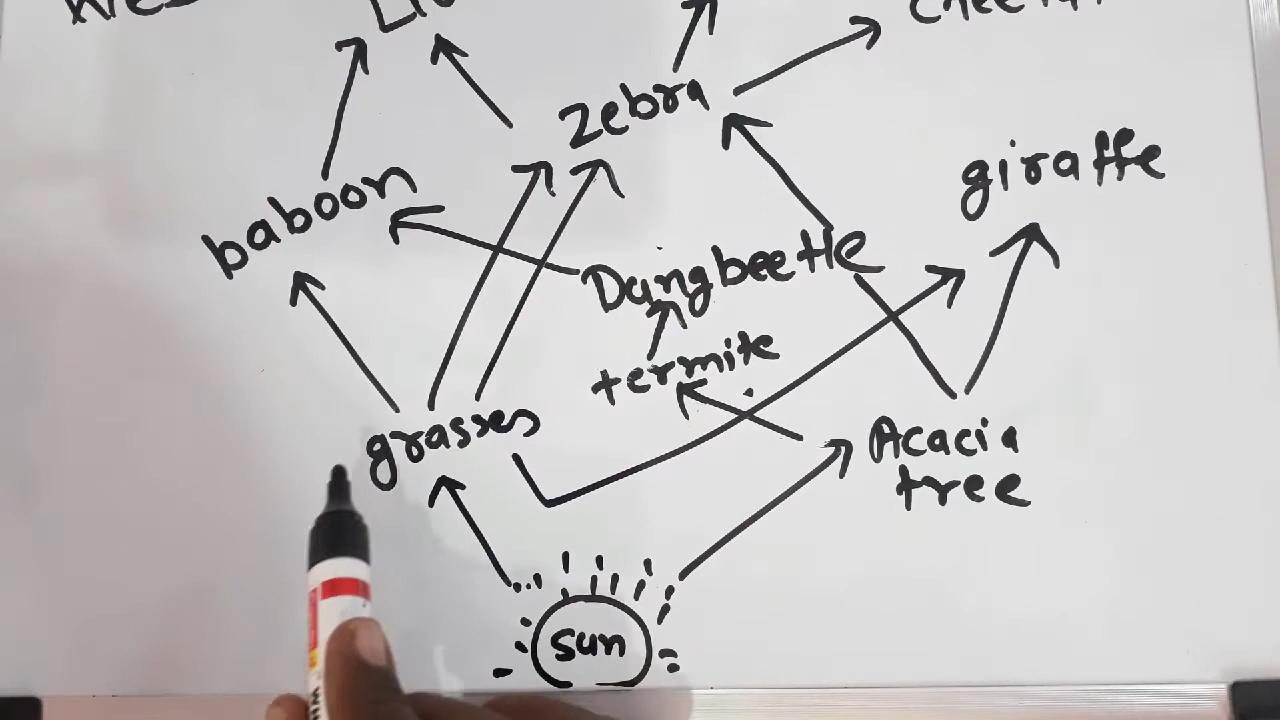 zebra
giraffe
baboon
Dungbeetle
termite
grasses
Acacia
tree
sun